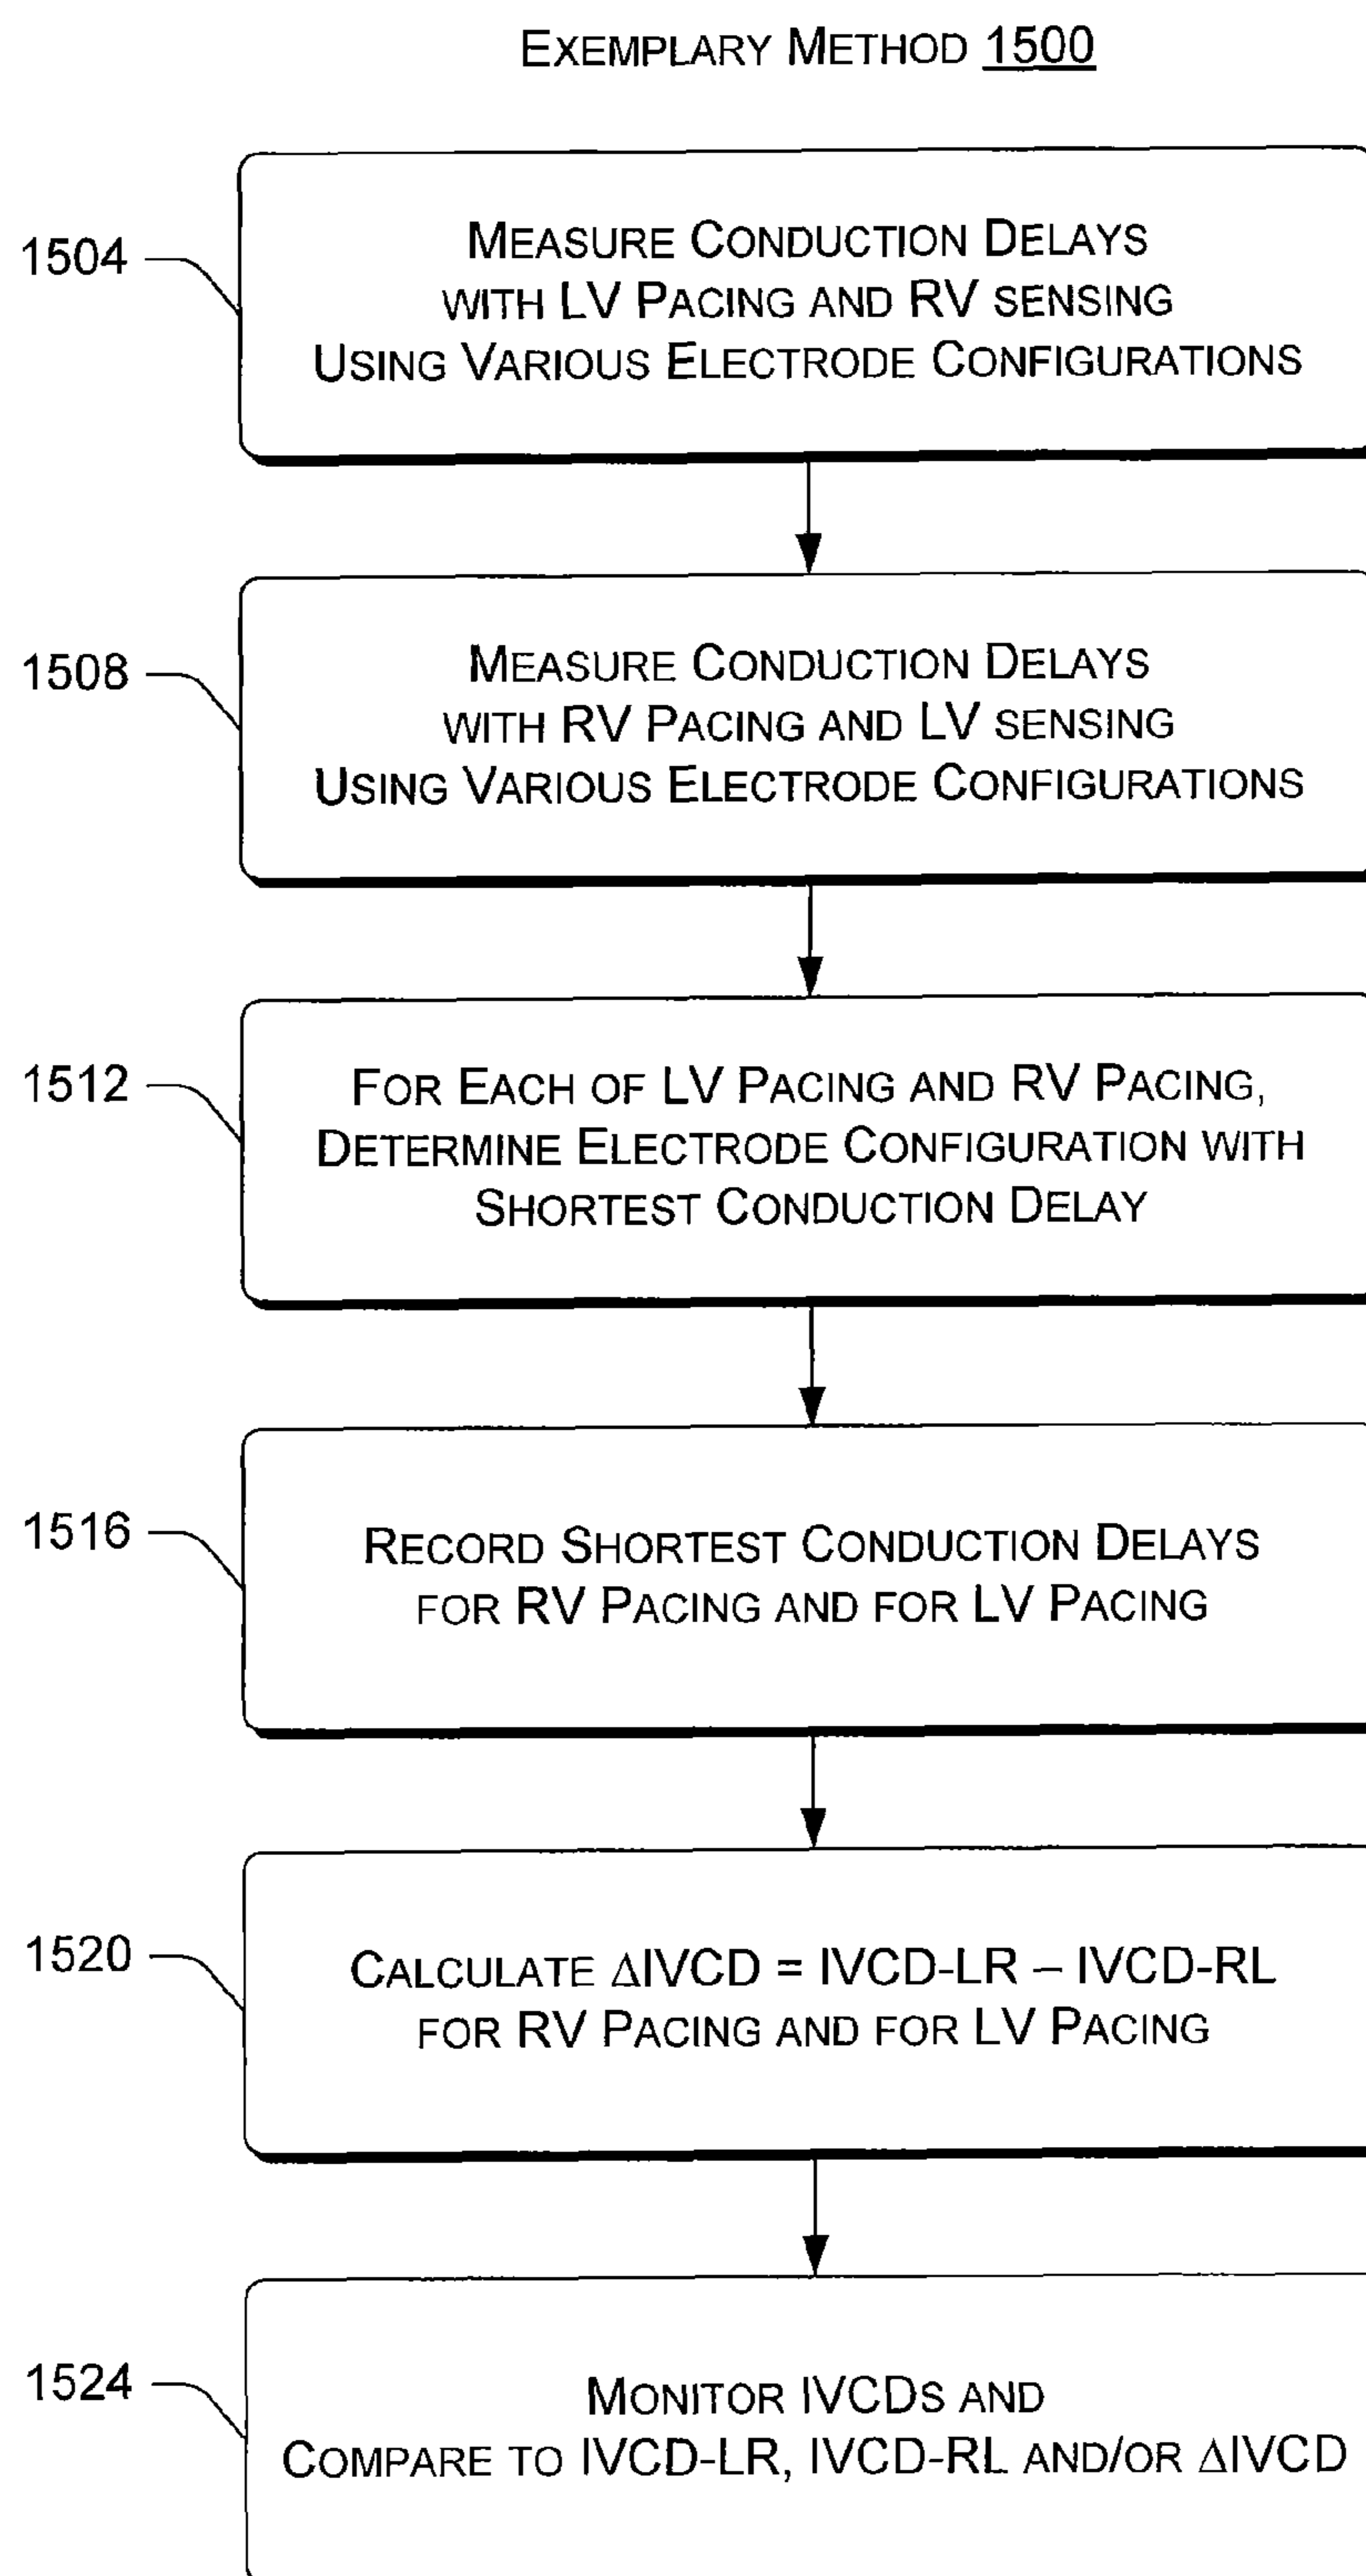 EXEMPLARY METHOD 1500
1504
MEASURE CONDUCTION DELAYS
WITH LV PACING AND RV SENSING
USING VARIOUS ELECTRODE CONFIGURATIONS
1508
MEASURE CONDUCTION DELAYS
WITH RV PACING AND LV SENSING
USING VARIOUS ELECTRODE CONFIGURATIONS
1512
FOR EACH OF LV PACING AND RV PACING,
DETERMINE ELECTRODE CONFIGURATION WITH
SHORTEST CONDUCTION DELAY
1516
RECORD SHORTEST CONDUCTION DELAYS
FOR RV PACING AND FOR LV PACING
1520
CALCULATE ΔIVCD = IVCD-LR – IVCD-RL
FOR RV PACING AND FOR LV PACING
1524
MONITOR IVCDS AND
COMPARE TO IVCD-LR, IVCD-RL AND/OR ΔIVCD